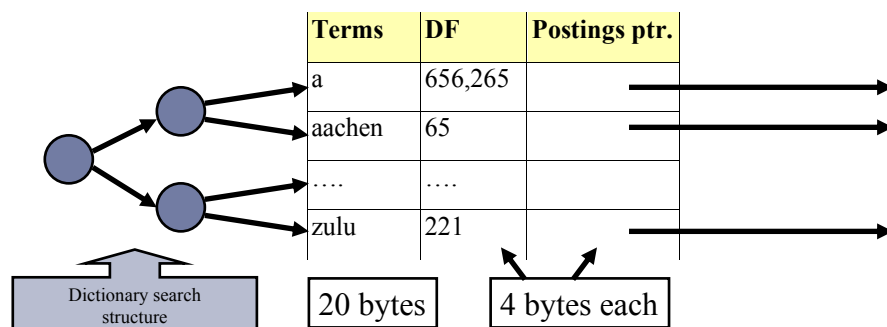 Terms DF Postings ptr.
a 656,265
aachen 65
…. ….
zulu 221
Dictionary search
structure
20 bytes
4 bytes each